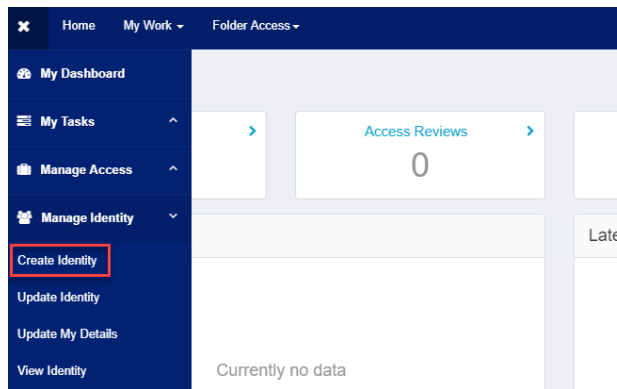 Home My Work Folder Access
My Dashboard
My Tasks
Manage Access
Manage Identity
Create Identity
Update Identity
Update My Details
View Identity
Access Reviews
0
Late
Currently no data